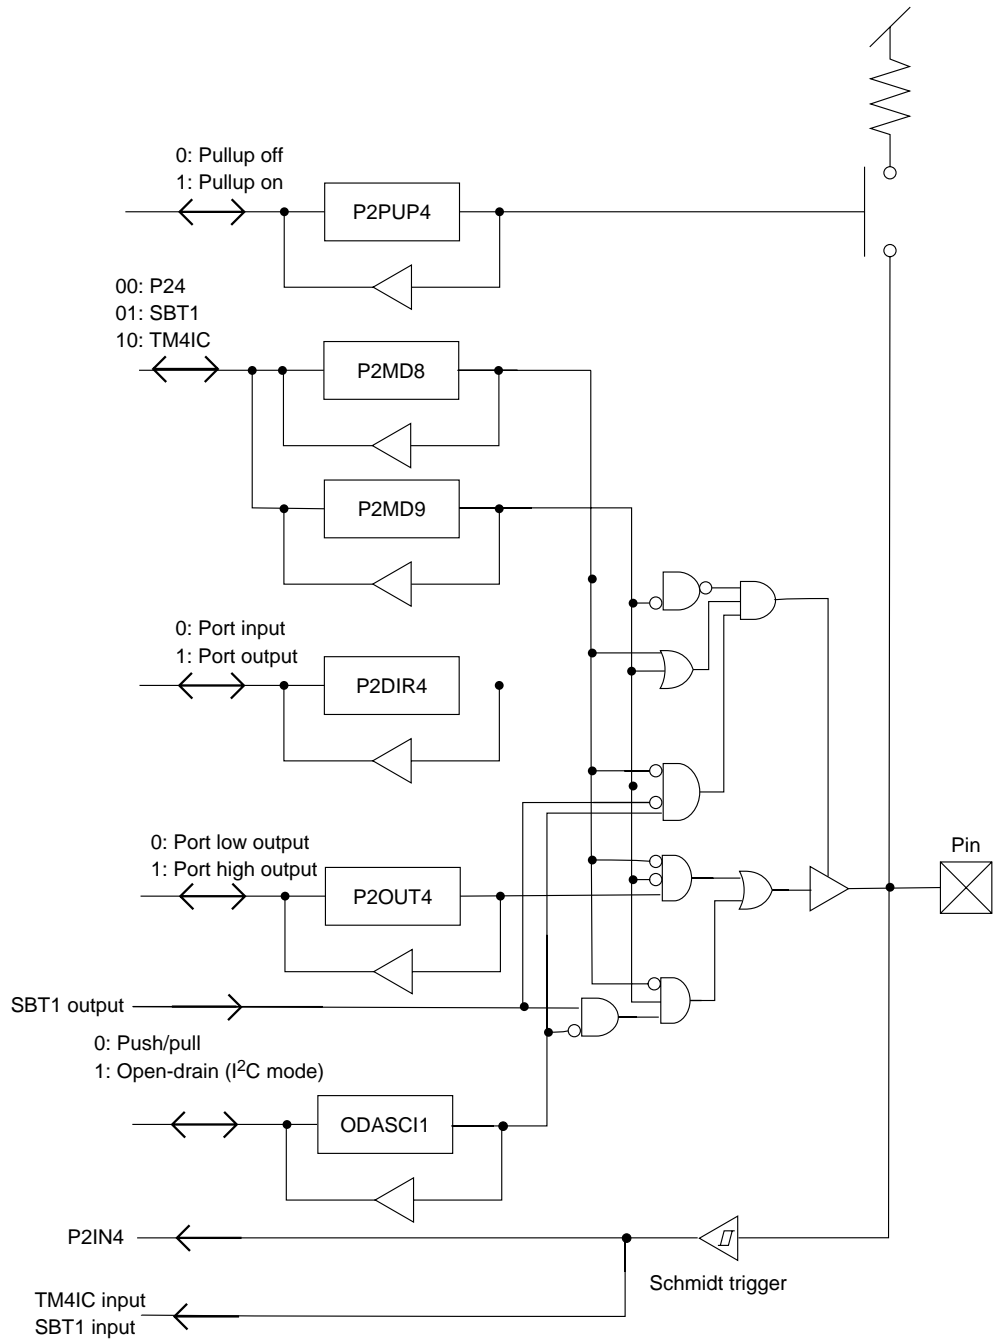 0: Pullup off
1: Pullup on
P2PUP4
00: P24
01: SBT1
10: TM4IC
P2MD8
P2MD9
0: Port input
1: Port output
P2DIR4
0: Port low output
1: Port high output
P2OUT4
Pin
SBT1 output
0: Push/pull
1: Open-drain (I²C mode)
ODASCI1
P2IN4
Schmidt trigger
TM4IC input
SBT1 input